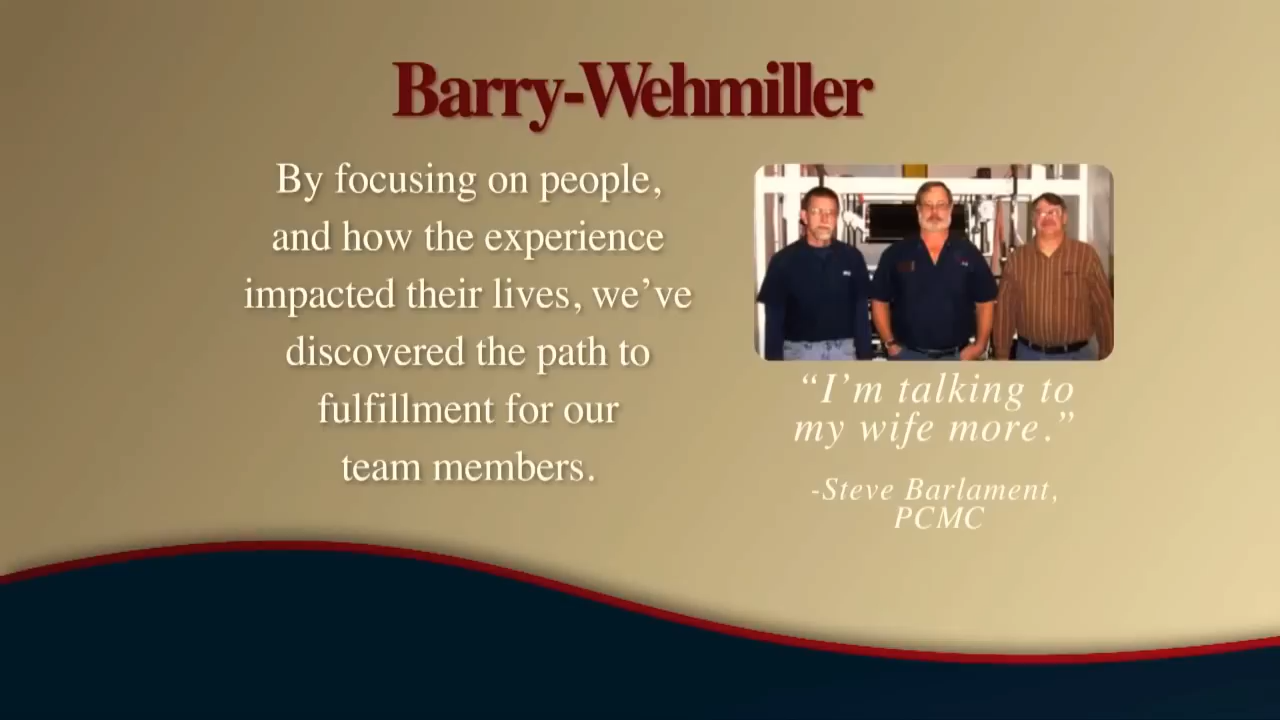 Barry-Wehmiller
By focusing on people,
and how the experience
impacted their lives, we’ve
discovered the path to
fulfillment for our
team members.
“I’m talking to
my wife more.”
-Steve Barlament,
PCMC